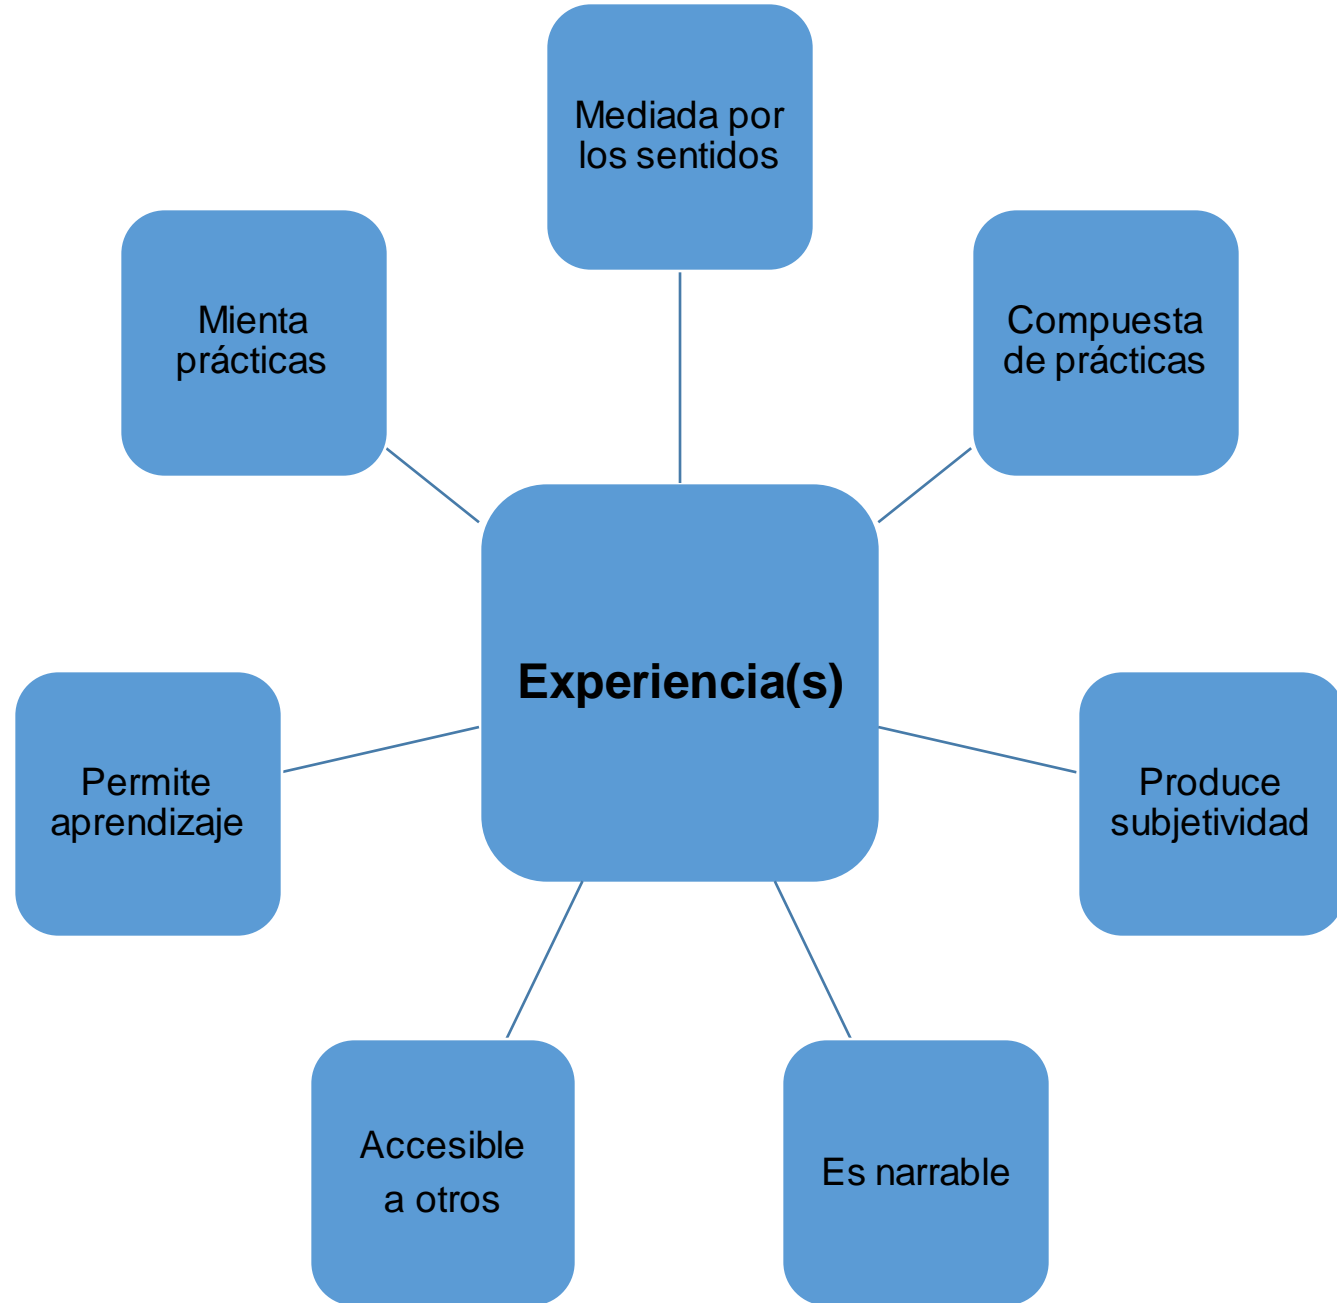 Mediada por
los sentidos
Mienta
prácticas
Compuesta
de prácticas
Experiencia(s)
Permite
aprendizaje
Produce
subjetividad
Accesible
a otros
Es narrable